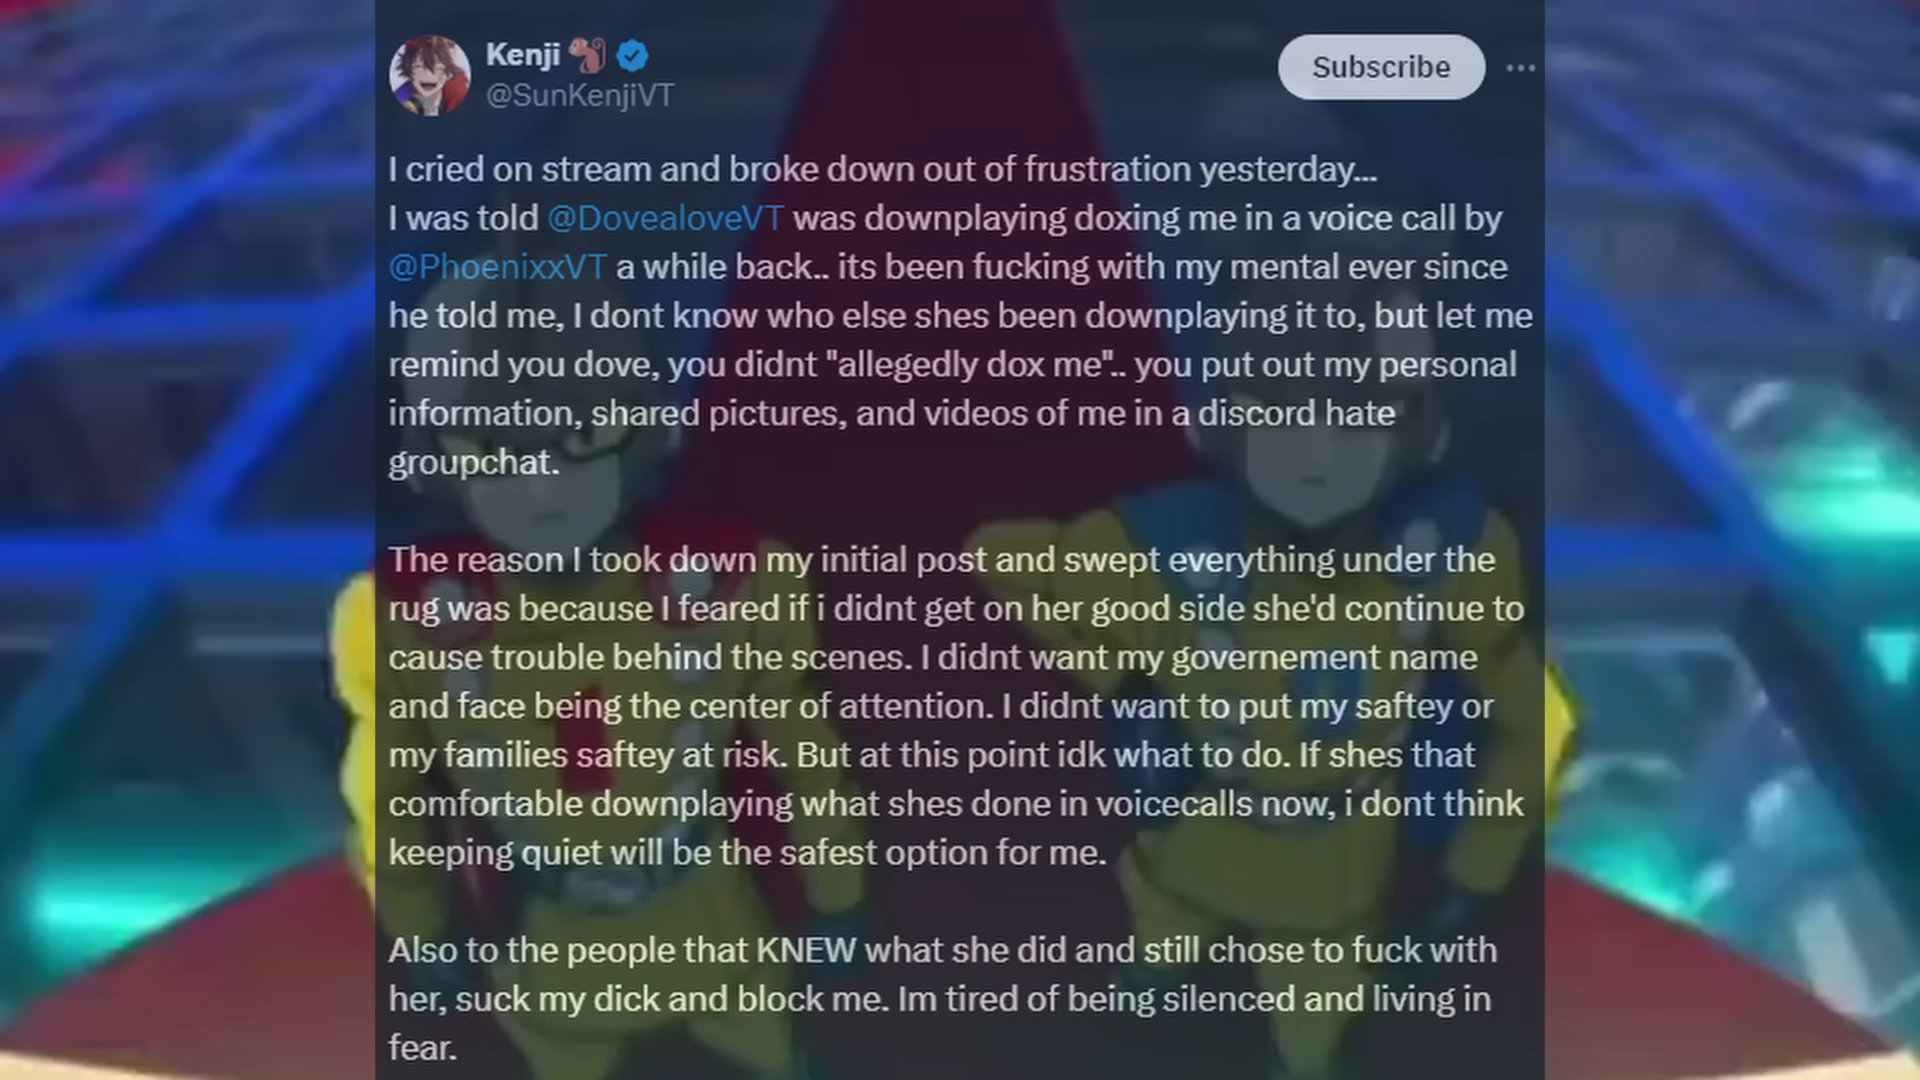 Kenji
@SunKenjiVT
Subscribe
I cried on stream and broke down out of frustration yesterday...
I was told @DovealoveVT was downplaying doxing me in a voice call by
@PhoenixxVT a while back.. its been fucking with my mental ever since
he told me, I dont know who else shes been downplaying it to, but let me
remind you dove, you didnt "allegedly dox me".. you put out my personal
information, shared pictures, and videos of me in a discord hate
groupchat.
The reason I took down my initial post and swept everything under the
rug was because I feared if i didnt get on her good side she'd continue to
cause trouble behind the scenes. I didnt want my governement name
and face being the center of attention. I didnt want to put my saftey or
my families saftey at risk. But at this point idk what to do. If shes that
comfortable downplaying what shes done in voicecalls now, i dont think
keeping quiet will be the safest option for me.
Also to the people that KNEW what she did and still chose to fuck with
her, suck my dick and block me. Im tired of being silenced and living in
fear.